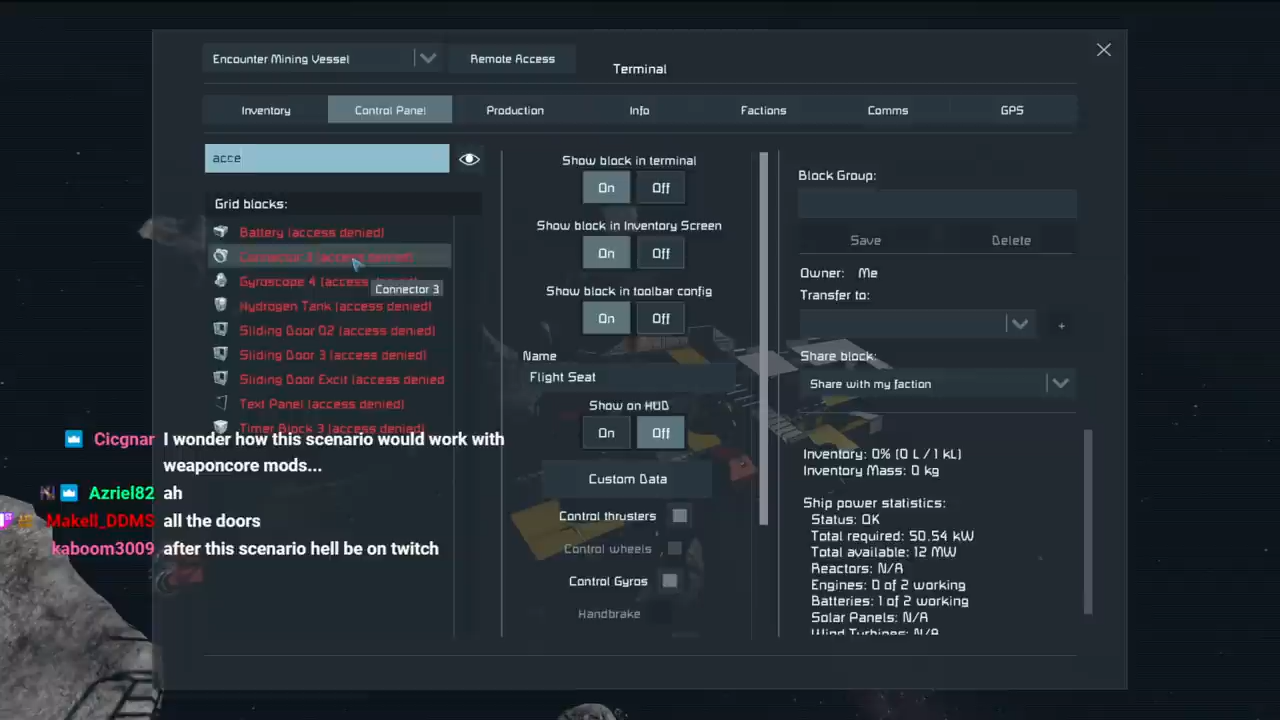 Encounter Mining Vessel
Remote Access
Terminal
Inventory
Control Panel
Production
Info
Factions
Comms
GPS
acce
Grid blocks:
Battery (access denied)
Connector 3 (access denied)
Gyroscope 4 (access
Connector 3
Hydrogen Tank (access denied)
Sliding Door 02 (access denied)
Sliding Door 3 (access denied)
Sliding Door Excit (access denied
Text Panel (access denied)
Timer Block 3 (access denied)
Show block in terminal
On Off
Show block in Inventory Screen
On Off
Show block in toolbar config
On Off
Name
Flight Seat
Show on HUD
On Off
Custom Data
Control thrusters
Control wheels
Control Gyros
Handbrake
Block Group:
Save Delete
Owner: Me
Transfer to:
+
Share block:
Share with my faction
Inventory: 0% (0 L / 1 kL)
Inventory Mass: 0 kg
Ship power statistics:
Status: OK
Total required: 50.54 kW
Total available: 12 MW
Reactors: N/A
Engines: 0 of 2 working
Batteries: 1 of 2 working
Solar Panels: N/A
Wind Turbines: N/A
Cicgnar I wonder how this scenario would work with
weaponcore mods...
Azriel82 ah
Makell_DDMS all the doors
kaboom3009 after this scenario hell be on twitch